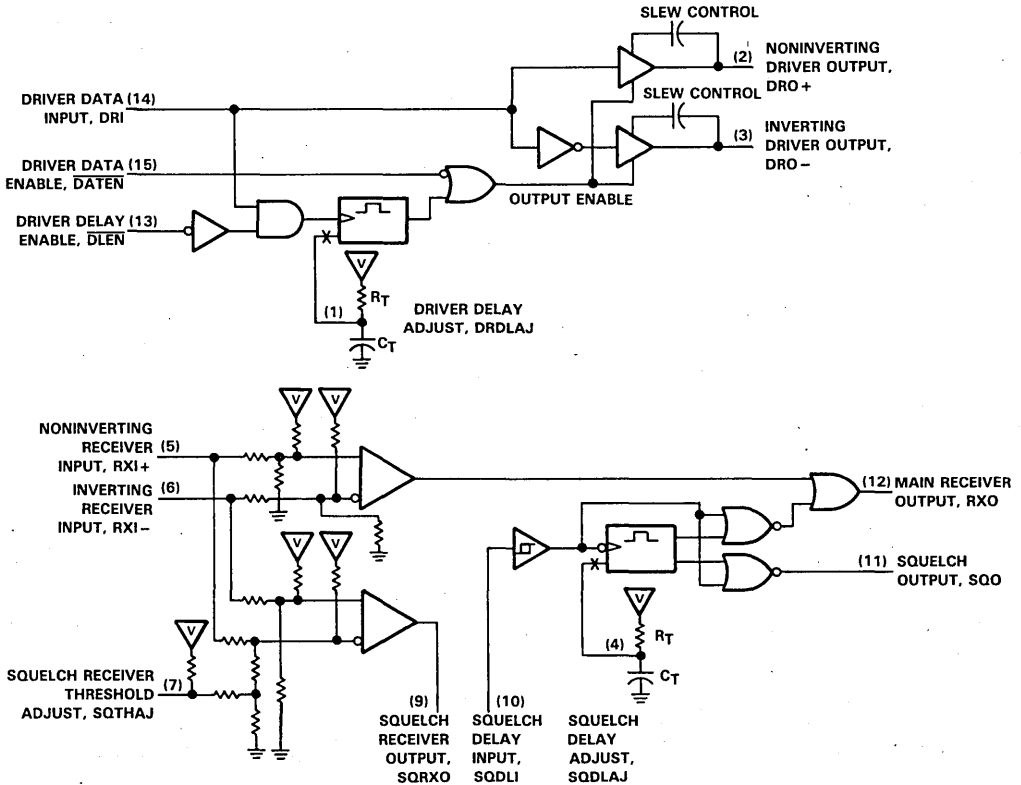 SLEW CONTROL
(2) NONINVERTING
DRIVER OUTPUT,
DRO+
DRIVER DATA (14)
INPUT, DRI
SLEW CONTROL
(3) INVERTING
DRIVER OUTPUT,
DRO−
DRIVER DATA (15)
ENABLE, DATEN
OUTPUT ENABLE
DRIVER DELAY (13)
ENABLE, DLEN
V
RT
(1)
DRIVER DELAY
ADJUST, DRDLAJ
CT
V V
NONINVERTING
RECEIVER (5)
INPUT, RXI+
INVERTING (6)
RECEIVER
INPUT, RXI−
(12) MAIN RECEIVER
OUTPUT, RXO
V V
(11) SQUELCH
OUTPUT, SQO
V
RT
(4)
CT
V
SQUELCH RECEIVER
THRESHOLD (7)
ADJUST, SQTHAJ
(9)
SQUELCH
RECEIVER
OUTPUT,
SQRXO
(10)
SQUELCH
DELAY
INPUT,
SQDLI
SQUELCH
DELAY
ADJUST,
SQDLAJ